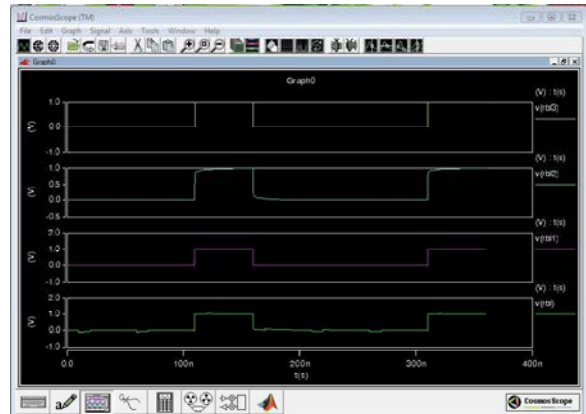 CosmosScope (TM)
File Edit Graph Signal Axis Tools Window Help
Graph0
Graph0
(V) : t(s)
v(rbl3)
1.0
(V)
0.0
-1.0
(V) : t(s)
v(rbl2)
1.0
0.5
(V)
0.0
-0.5
(V) : t(s)
v(rbl1)
2.0
1.0
(V)
0.0
-1.0
(V) : t(s)
v(rbl)
2.0
1.0
(V)
0.0
-1.0
0.0 100n 200n 300n 400n
t(s)
CosmosScope